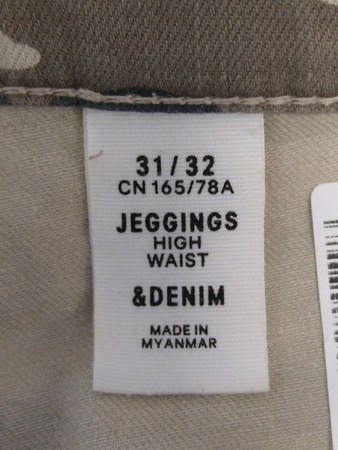 31/32
CN 165/78A
JEGGINGS
HIGH
WAIST
&DENIM
MADE IN
MYANMAR